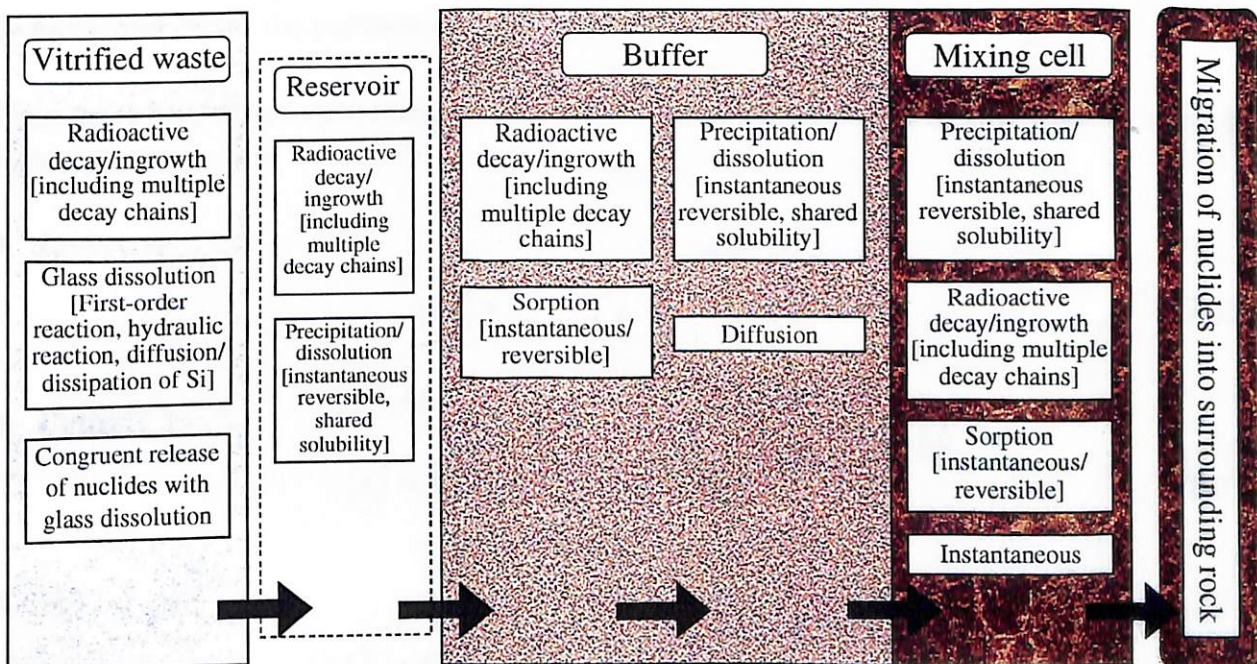 Vitrified waste
Radioactive
decay/ingrowth
[including multiple
decay chains]
Glass dissolution
[First-order
reaction, hydraulic
reaction, diffusion/
dissipation of Si]
Congruent release
of nuclides with
glass dissolution
Reservoir
Radioactive
decay/
ingrowth
[including
multiple
decay chains]
Precipitation/
dissolution
[instantaneous
reversible,
shared
solubility]
Buffer
Radioactive
decay/ingrowth
[including
multiple decay
chains]
Sorption
[instantaneous/
reversible]
Precipitation/
dissolution
[instantaneous
reversible, shared
solubility]
Diffusion
Mixing cell
Precipitation/
dissolution
[instantaneous
reversible, shared
solubility]
Radioactive
decay/ingrowth
[including multiple
decay chains]
Sorption
[instantaneous/
reversible]
Instantaneous
Migration of nuclides into surrounding rock